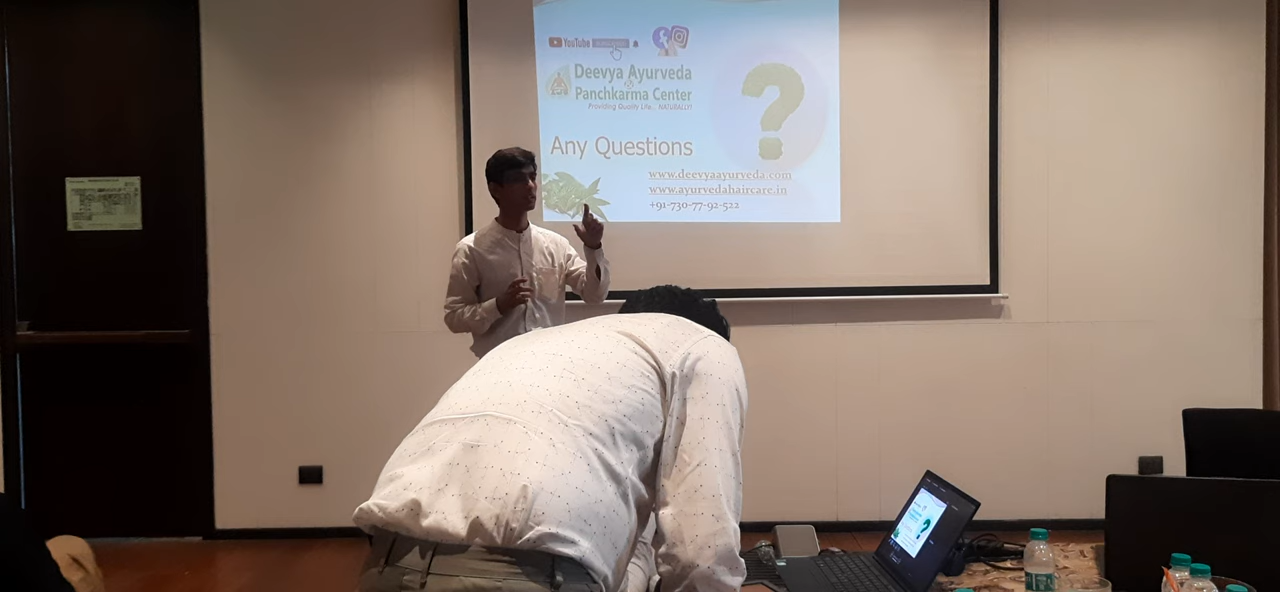 YouTube
Deevya Ayurveda
Panchkarma Center
Providing Quality Life... NATURALLY!
Any Questions
?
www.deevyaayurveda.com
www.ayurvedahaircare.in
+91-730-77-92-522